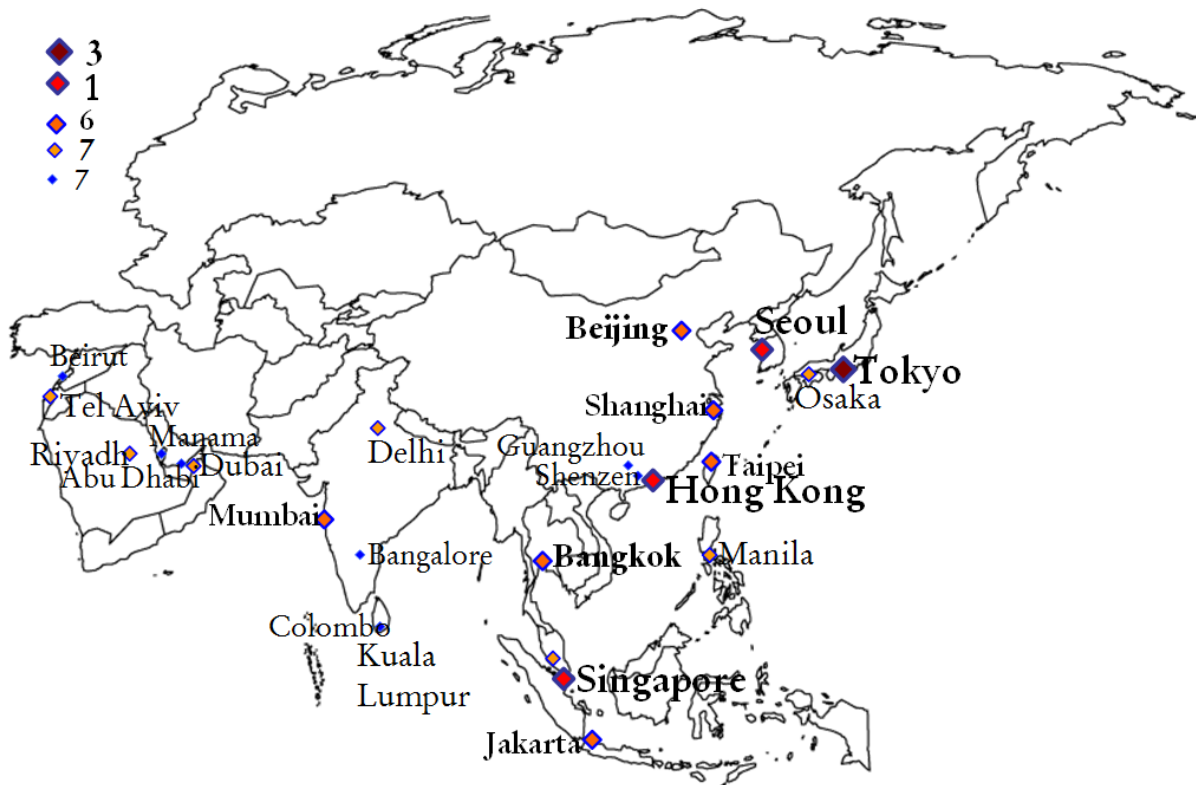 3
1
6
7
7
Seoul
Beijing
Beirut
Tokyo
Osaka
Tel Aviv
Shanghai
Manama
Guangzhou
Riyadh
Delhi
Dubai
Taipei
Abu Dhabi
Shenzen
Hong Kong
Mumbai
Bangalore
Bangkok
Manila
Colombo
Kuala
Lumpur
Singapore
Jakarta